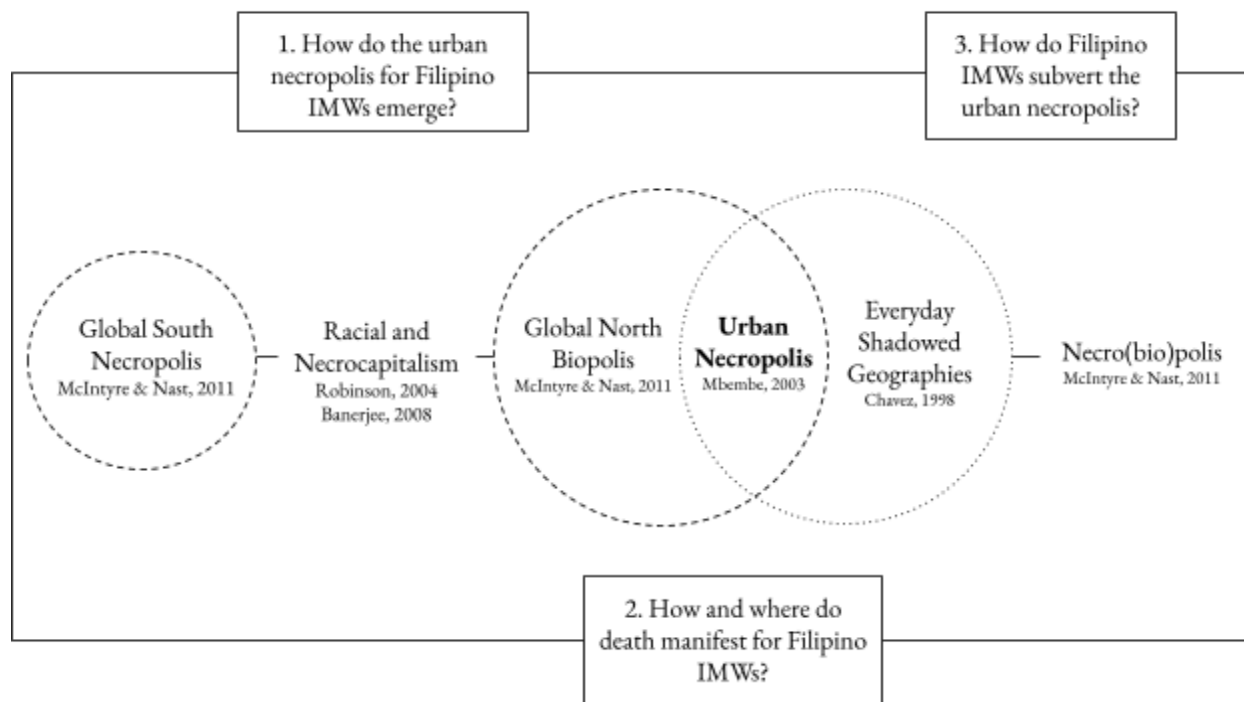 1. How do the urban
necropolis for Filipino
IMWs emerge?
3. How do Filipino
IMWs subvert the
urban necropolis?
Global South
Necropolis
McIntyre & Nast, 2011
Racial and
Necrocapitalism
Robinson, 2004
Banerjee, 2008
Global North
Biopolis
McIntyre & Nast, 2011
Urban
Necropolis
Mbembe, 2003
Everyday
Shadowed
Geographies
Chavez, 1998
Necro(bio)polis
McIntyre & Nast, 2011
2. How and where do
death manifest for Filipino
IMWs?